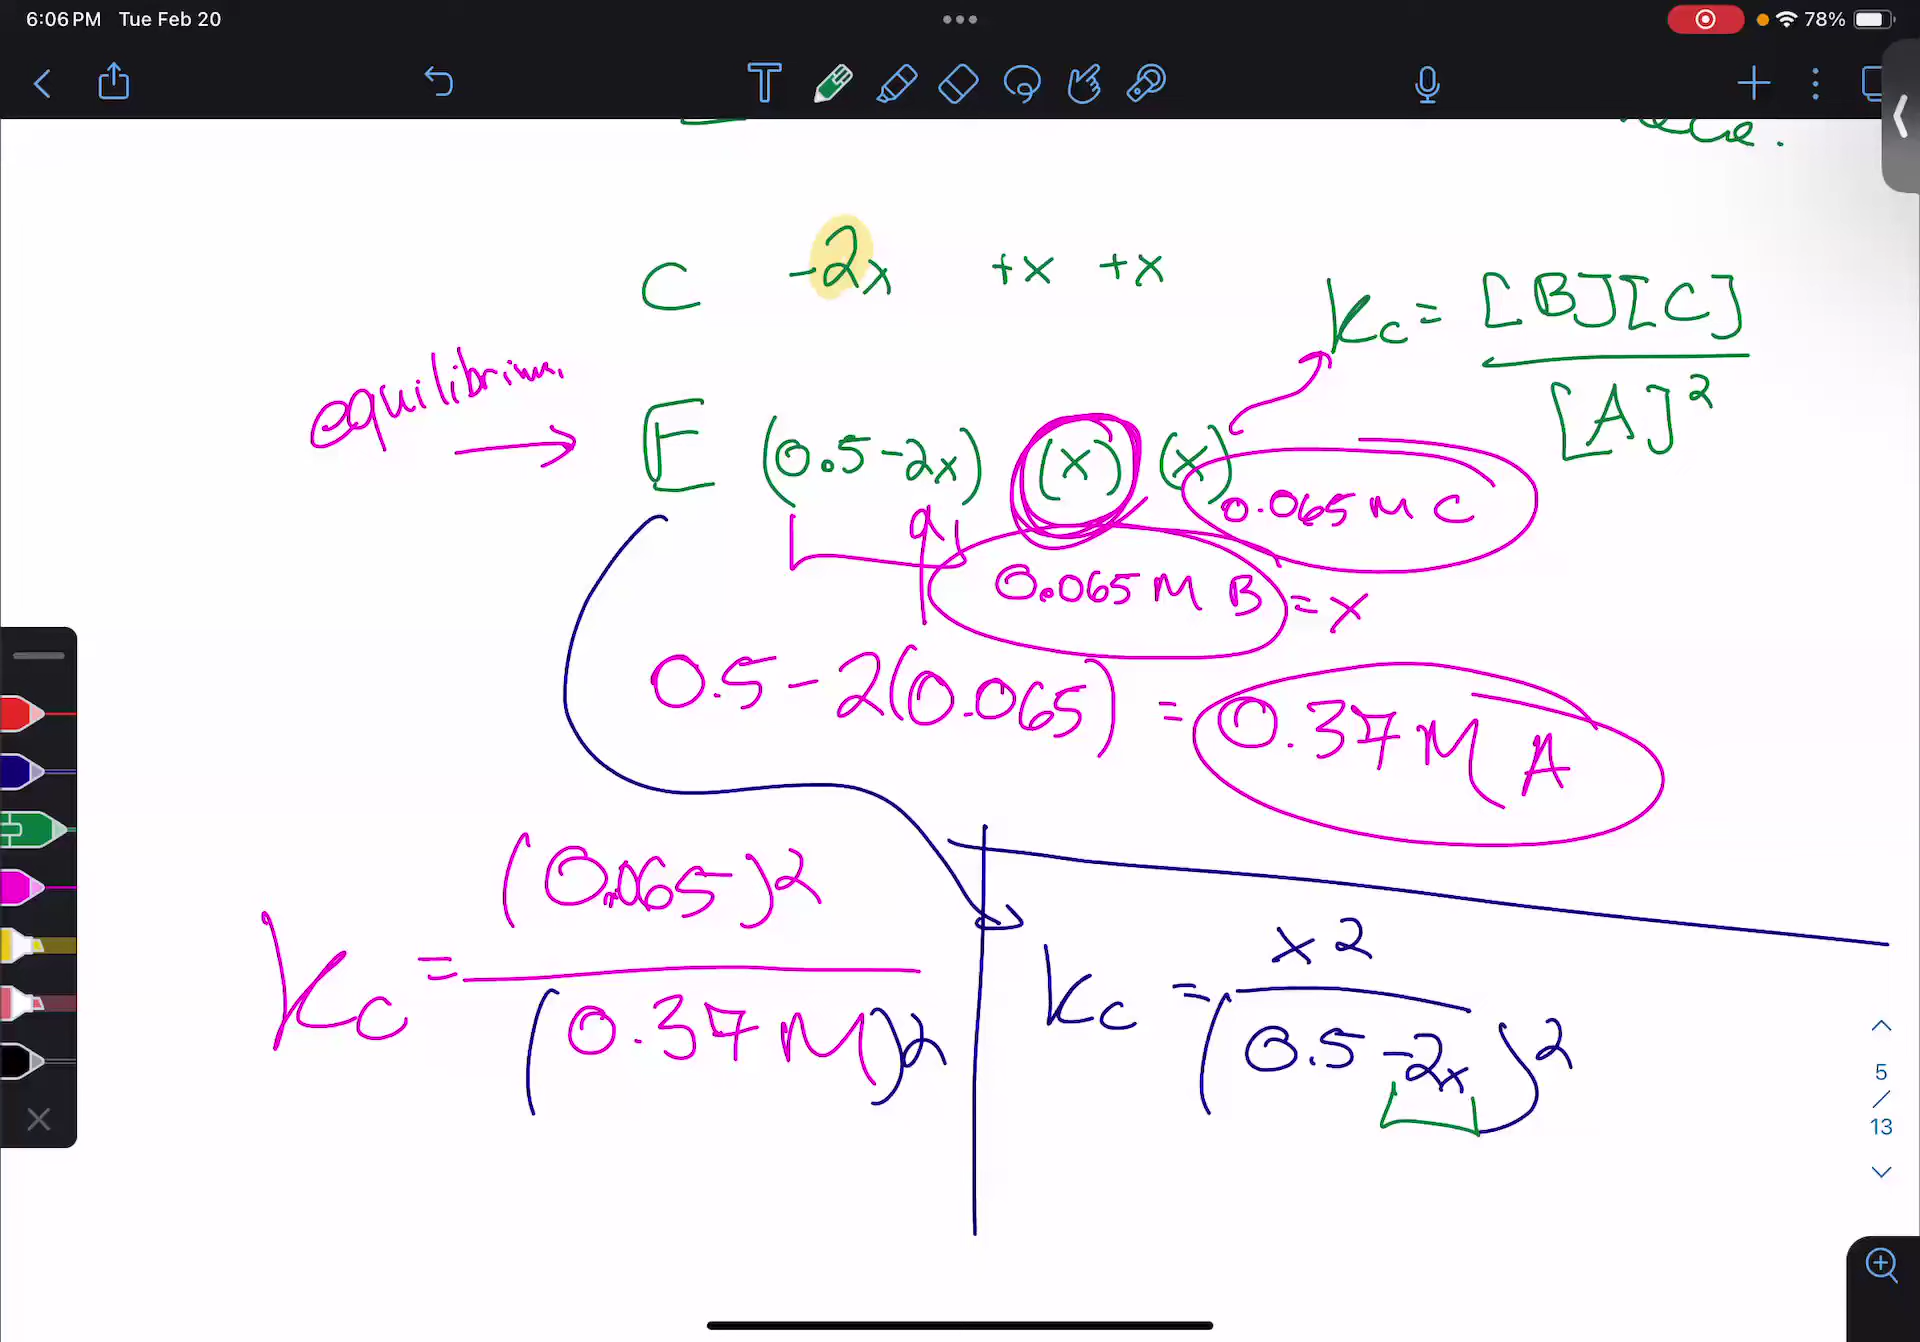 6:06 PM Tue Feb 20
78%
C -2x +x +x
Kc = [B][C]
[A]²
equilibrium
E (0.5-2x) (x) (x)
0.065 M C
0.065 M B = x
0.5-2(0.065) = 0.37 M A
Kc = (0.065)2
(0.37 M)2
Kc = x2
(0.5-2x)2
5
/
13